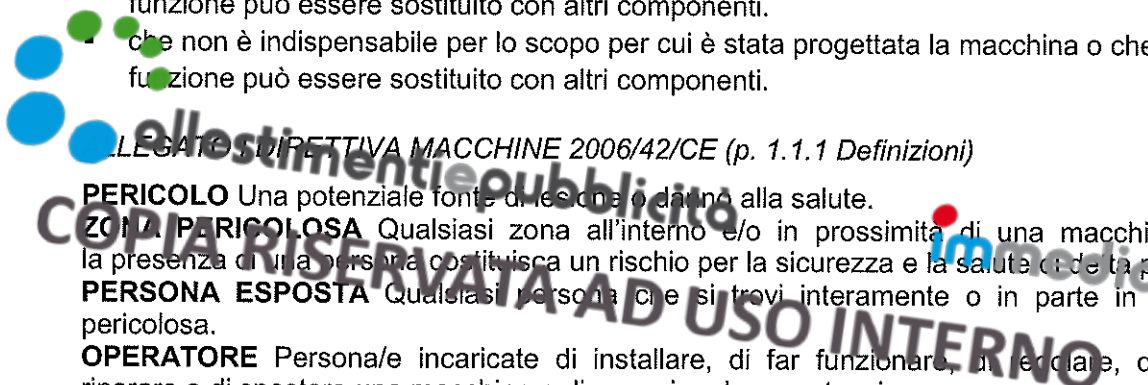 funzione può essere sostituito con altri componenti.
che non è indispensabile per lo scopo per cui è stata progettata la macchina o che
funzione può essere sostituito con altri componenti.
ALLEGATO I DIRETTIVA MACCHINE 2006/42/CE (p. 1.1.1 Definizioni)
allestimentiepubblicità
PERICOLO Una potenziale fonte di lesione o danno alla salute.
ZONA PERICOLOSA Qualsiasi zona all'interno e/o in prossimità di una macchi
immedia
la presenza di una persona costituisca un rischio per la sicurezza e la salute di detta
PERSONA ESPOSTA Qualsiasi persona che si trovi interamente o in parte in
pericolosa.
COPIA RISERVATA AD USO INTERNO
OPERATORE Persona/e incaricate di installare, di far funzionare, di regolare,